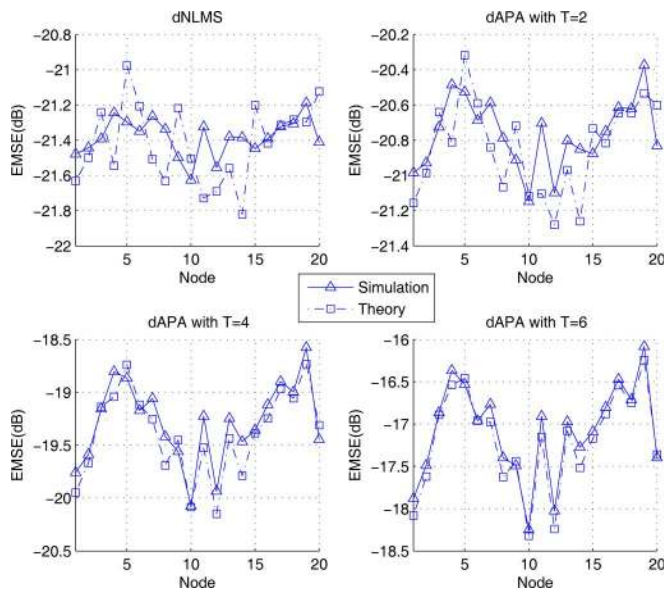 dNLMS
dAPA with T=2
EMSE(dB)
-20.8
-21
-21.2
-21.4
-21.6
-21.8
-22
5
10
15
20
Node
EMSE(dB)
-20.2
-20.4
-20.6
-20.8
-21
-21.2
-21.4
5
10
15
20
Node
Simulation
Theory
dAPA with T=4
dAPA with T=6
EMSE(dB)
-18.5
-19
-19.5
-20
-20.5
5
10
15
20
Node
EMSE(dB)
-16
-16.5
-17
-17.5
-18
-18.5
5
10
15
20
Node